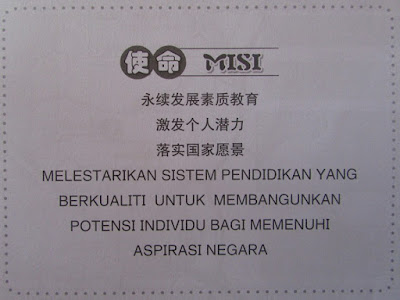 使命 MISI
永续发展素质教育
激发个人潜力
落实国家愿景
MELESTARIKAN SISTEM PENDIDIKAN YANG
BERKUALITI UNTUK MEMBANGUNKAN
POTENSI INDIVIDU BAGI MEMENUHI
ASPIRASI NEGARA